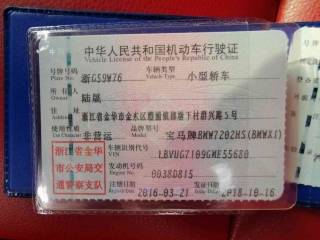 中华人民共和国机动车行驶证
Vehicle License of the People's Republic of China
号牌号码 浙G59W76 车辆类型 小型轿车
Plate No. Vehicle Type
所有人 陆晟
Owner
住址 浙江省金华市金东区
非营运 品牌型号 宝马牌BMW7202HS(BMWX1)
Model
浙江省金华 车辆识别代号 LBVUG7109GME55680
VIN
市公安局交 发动机号码 00380815
Engine No.
通警察支队 注册日期 2016-03-21 发证日期 2018-10-16